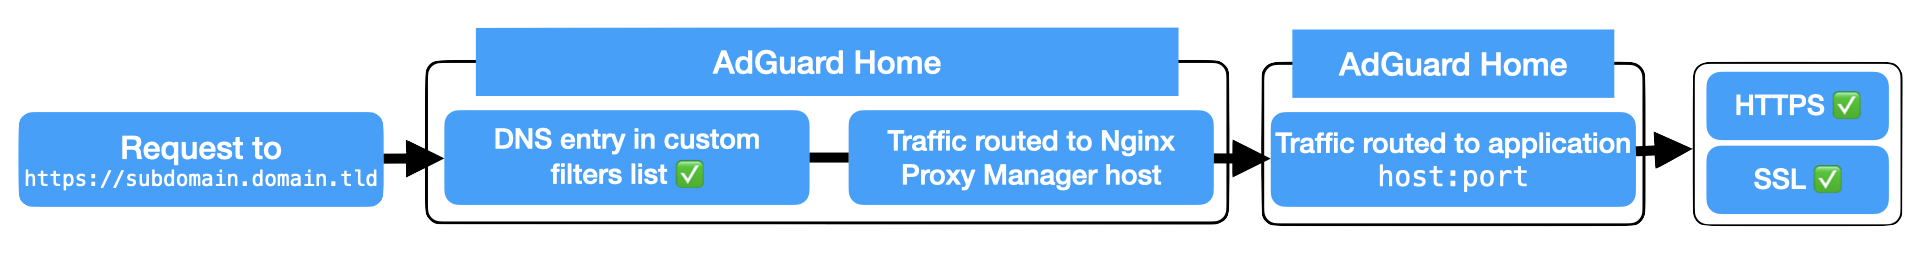 Request to
https://subdomain.domain.tld
AdGuard Home
DNS entry in custom
filters list ✅
Traffic routed to Nginx
Proxy Manager host
AdGuard Home
Traffic routed to application
host:port
HTTPS ✅
SSL ✅